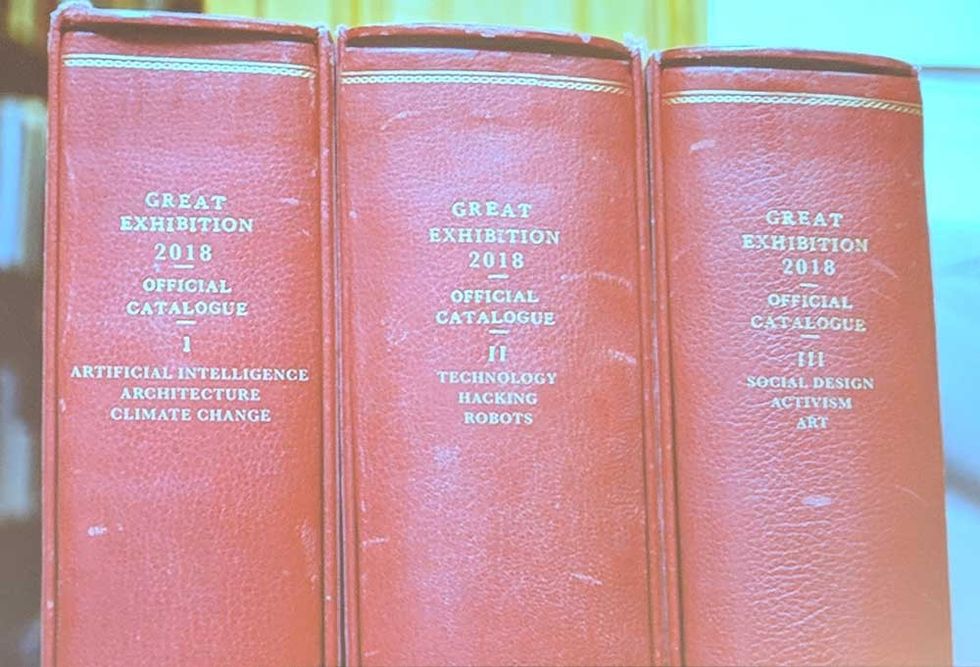 GREAT
EXHIBITION
2018
OFFICIAL
CATALOGUE
I
ARTIFICIAL INTELLIGENCE
ARCHITECTURE
CLIMATE CHANGE
GREAT
EXHIBITION
2018
OFFICIAL
CATALOGUE
II
TECHNOLOGY
HACKING
ROBOTS
GREAT
EXHIBITION
2018
OFFICIAL
CATALOGUE
III
SOCIAL DESIGN
ACTIVISM
ART